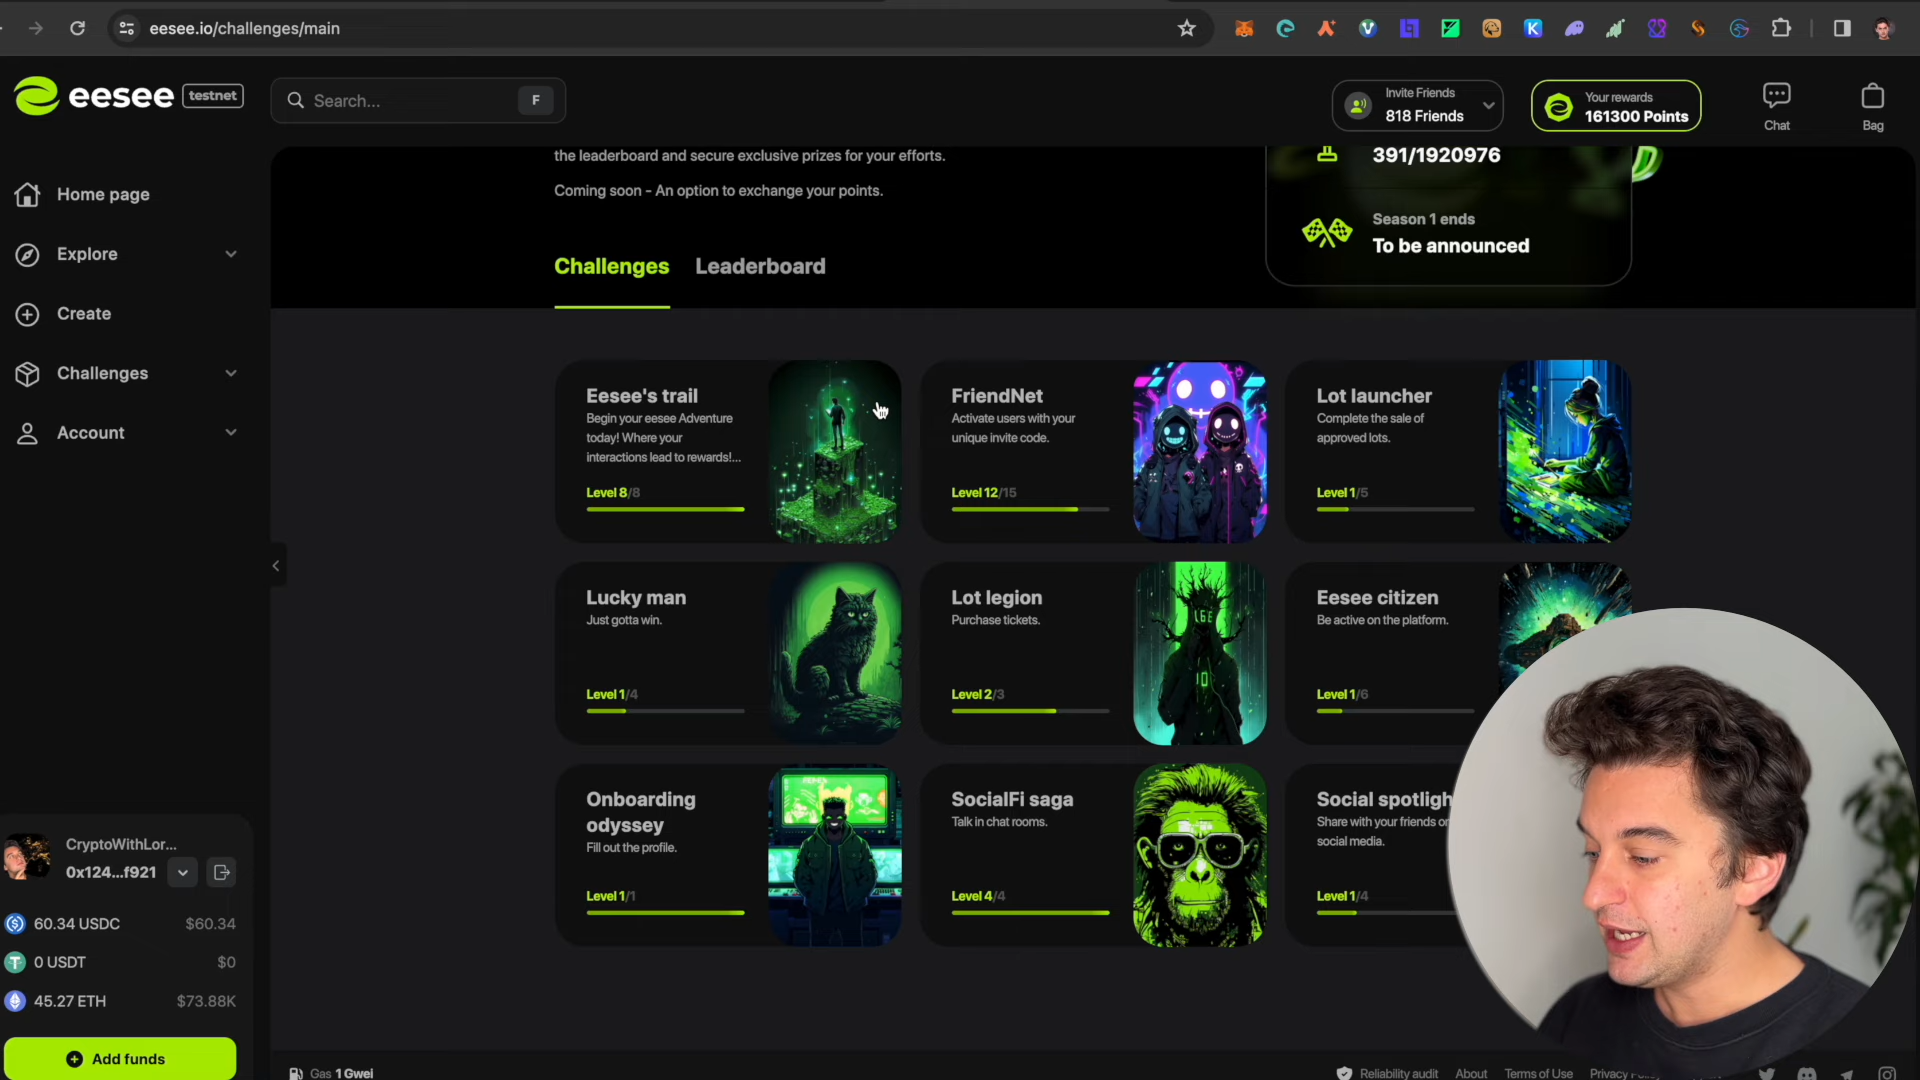 eesee.io/challenges/main
eesee testnet
Search... F
Invite Friends
818 Friends
Your rewards
161300 Points
Chat
Bag
Home page
Explore
Create
Challenges
Account
the leaderboard and secure exclusive prizes for your efforts.
Coming soon - An option to exchange your points.
391/1920976
Season 1 ends
To be announced
Challenges
Leaderboard
Eesee's trail
Begin your eesee Adventure
today! Where your
interactions lead to rewards!...
Level 8/8
FriendNet
Activate users with your
unique invite code.
Level 12/15
Lot launcher
Complete the sale of
approved lots.
Level 1/5
Lucky man
Just gotta win.
Level 1/4
Lot legion
Purchase tickets.
Level 2/3
Eesee citizen
Be active on the platform.
Level 1/6
Onboarding
odyssey
Fill out the profile.
Level 1/1
SocialFi saga
Talk in chat rooms.
Level 4/4
Social spotligh
Share with your friends on
social media.
Level 1/4
CryptoWithLor...
0x124...f921
60.34 USDC $60.34
0 USDT $0
45.27 ETH $73.88K
Add funds
Gas 1 Gwei
Reliability audit
About
Terms of Use